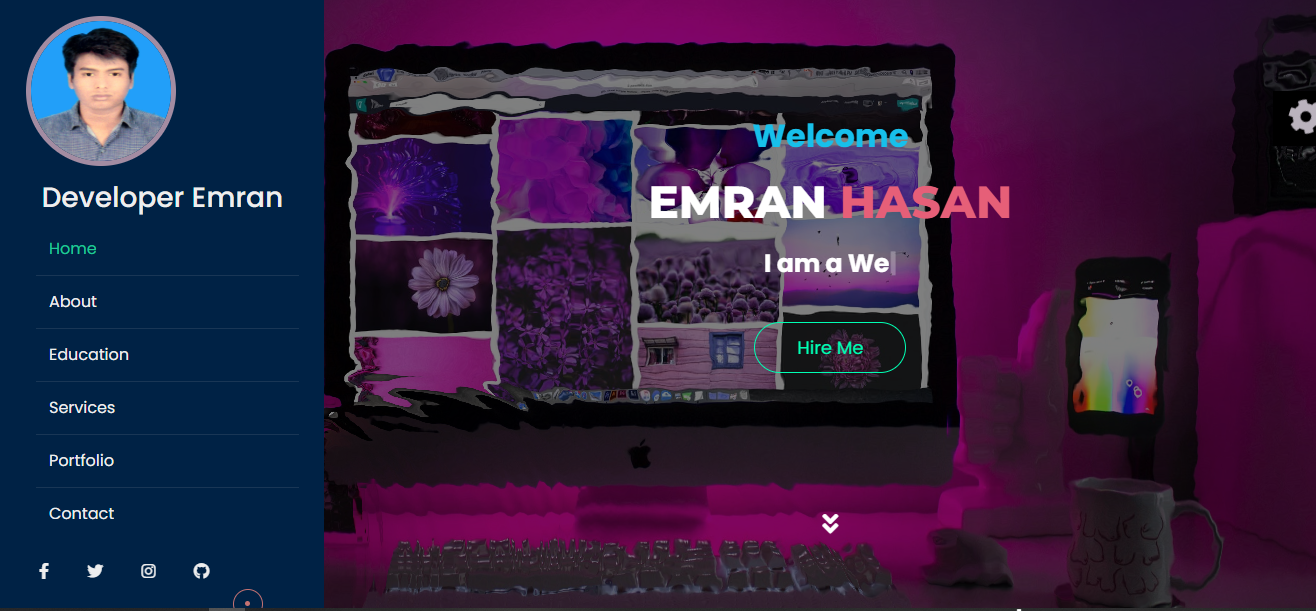 Developer Emran
Home
About
Education
Services
Portfolio
Contact
Welcome
EMRAN HASAN
I am a We
Hire Me